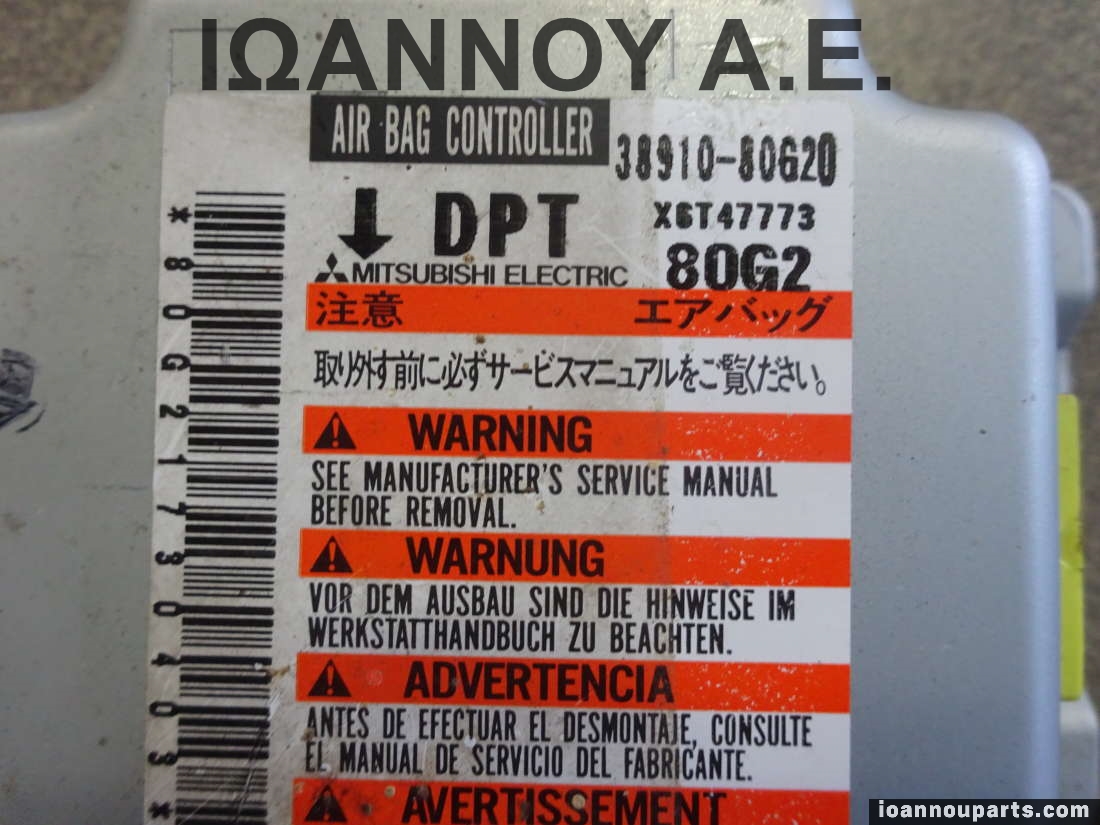 ΙΩΑΝΝΟΥ Α.Ε.
AIR BAG CONTROLLER
38910-80G20
DPT
X6T47773
MITSUBISHI ELECTRIC
80G2
注意 エアバッグ
取り外す前に必ずサービスマニュアルをご覧ください。
WARNING
SEE MANUFACTURER'S SERVICE MANUAL
BEFORE REMOVAL.
WARNUNG
VOR DEM AUSBAU SIND DIE HINWEISE IM
WERKSTATTHANDBUCH ZU BEACHTEN.
ADVERTENCIA
ANTES DE EFECTUAR EL DESMONTAJE, CONSULTE
EL MANUAL DE SERVICIO DEL FABRICANTE.
AVERTISSEMENT
*80G21730403*
ioannouparts.com